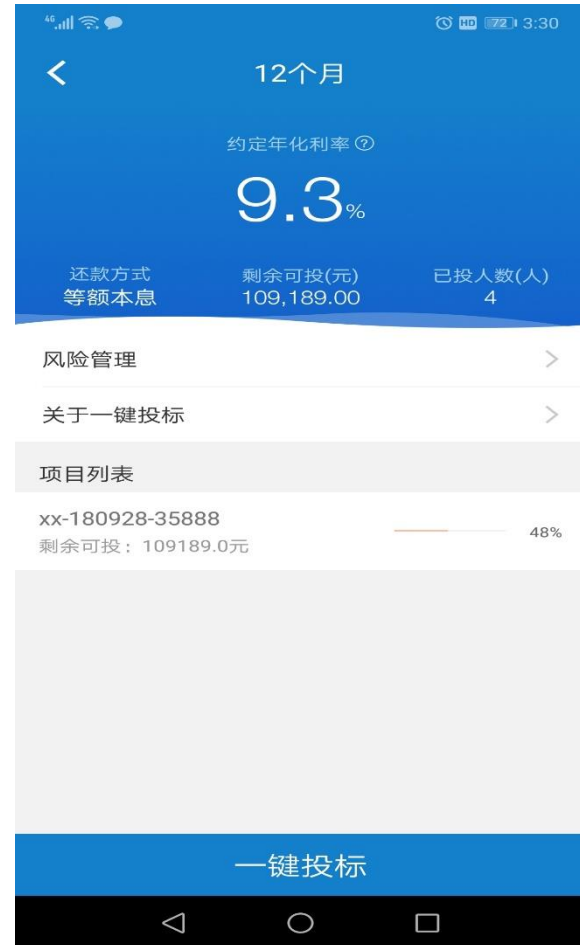 46 HD 72 3:30
12个月
约定年化利率?
9.3%
还款方式 剩余可投(元) 已投人数(人)
等额本息 109,189.00 4
风险管理
关于一键投标
项目列表
xx-180928-35888
剩余可投：109189.0元
48%
一键投标